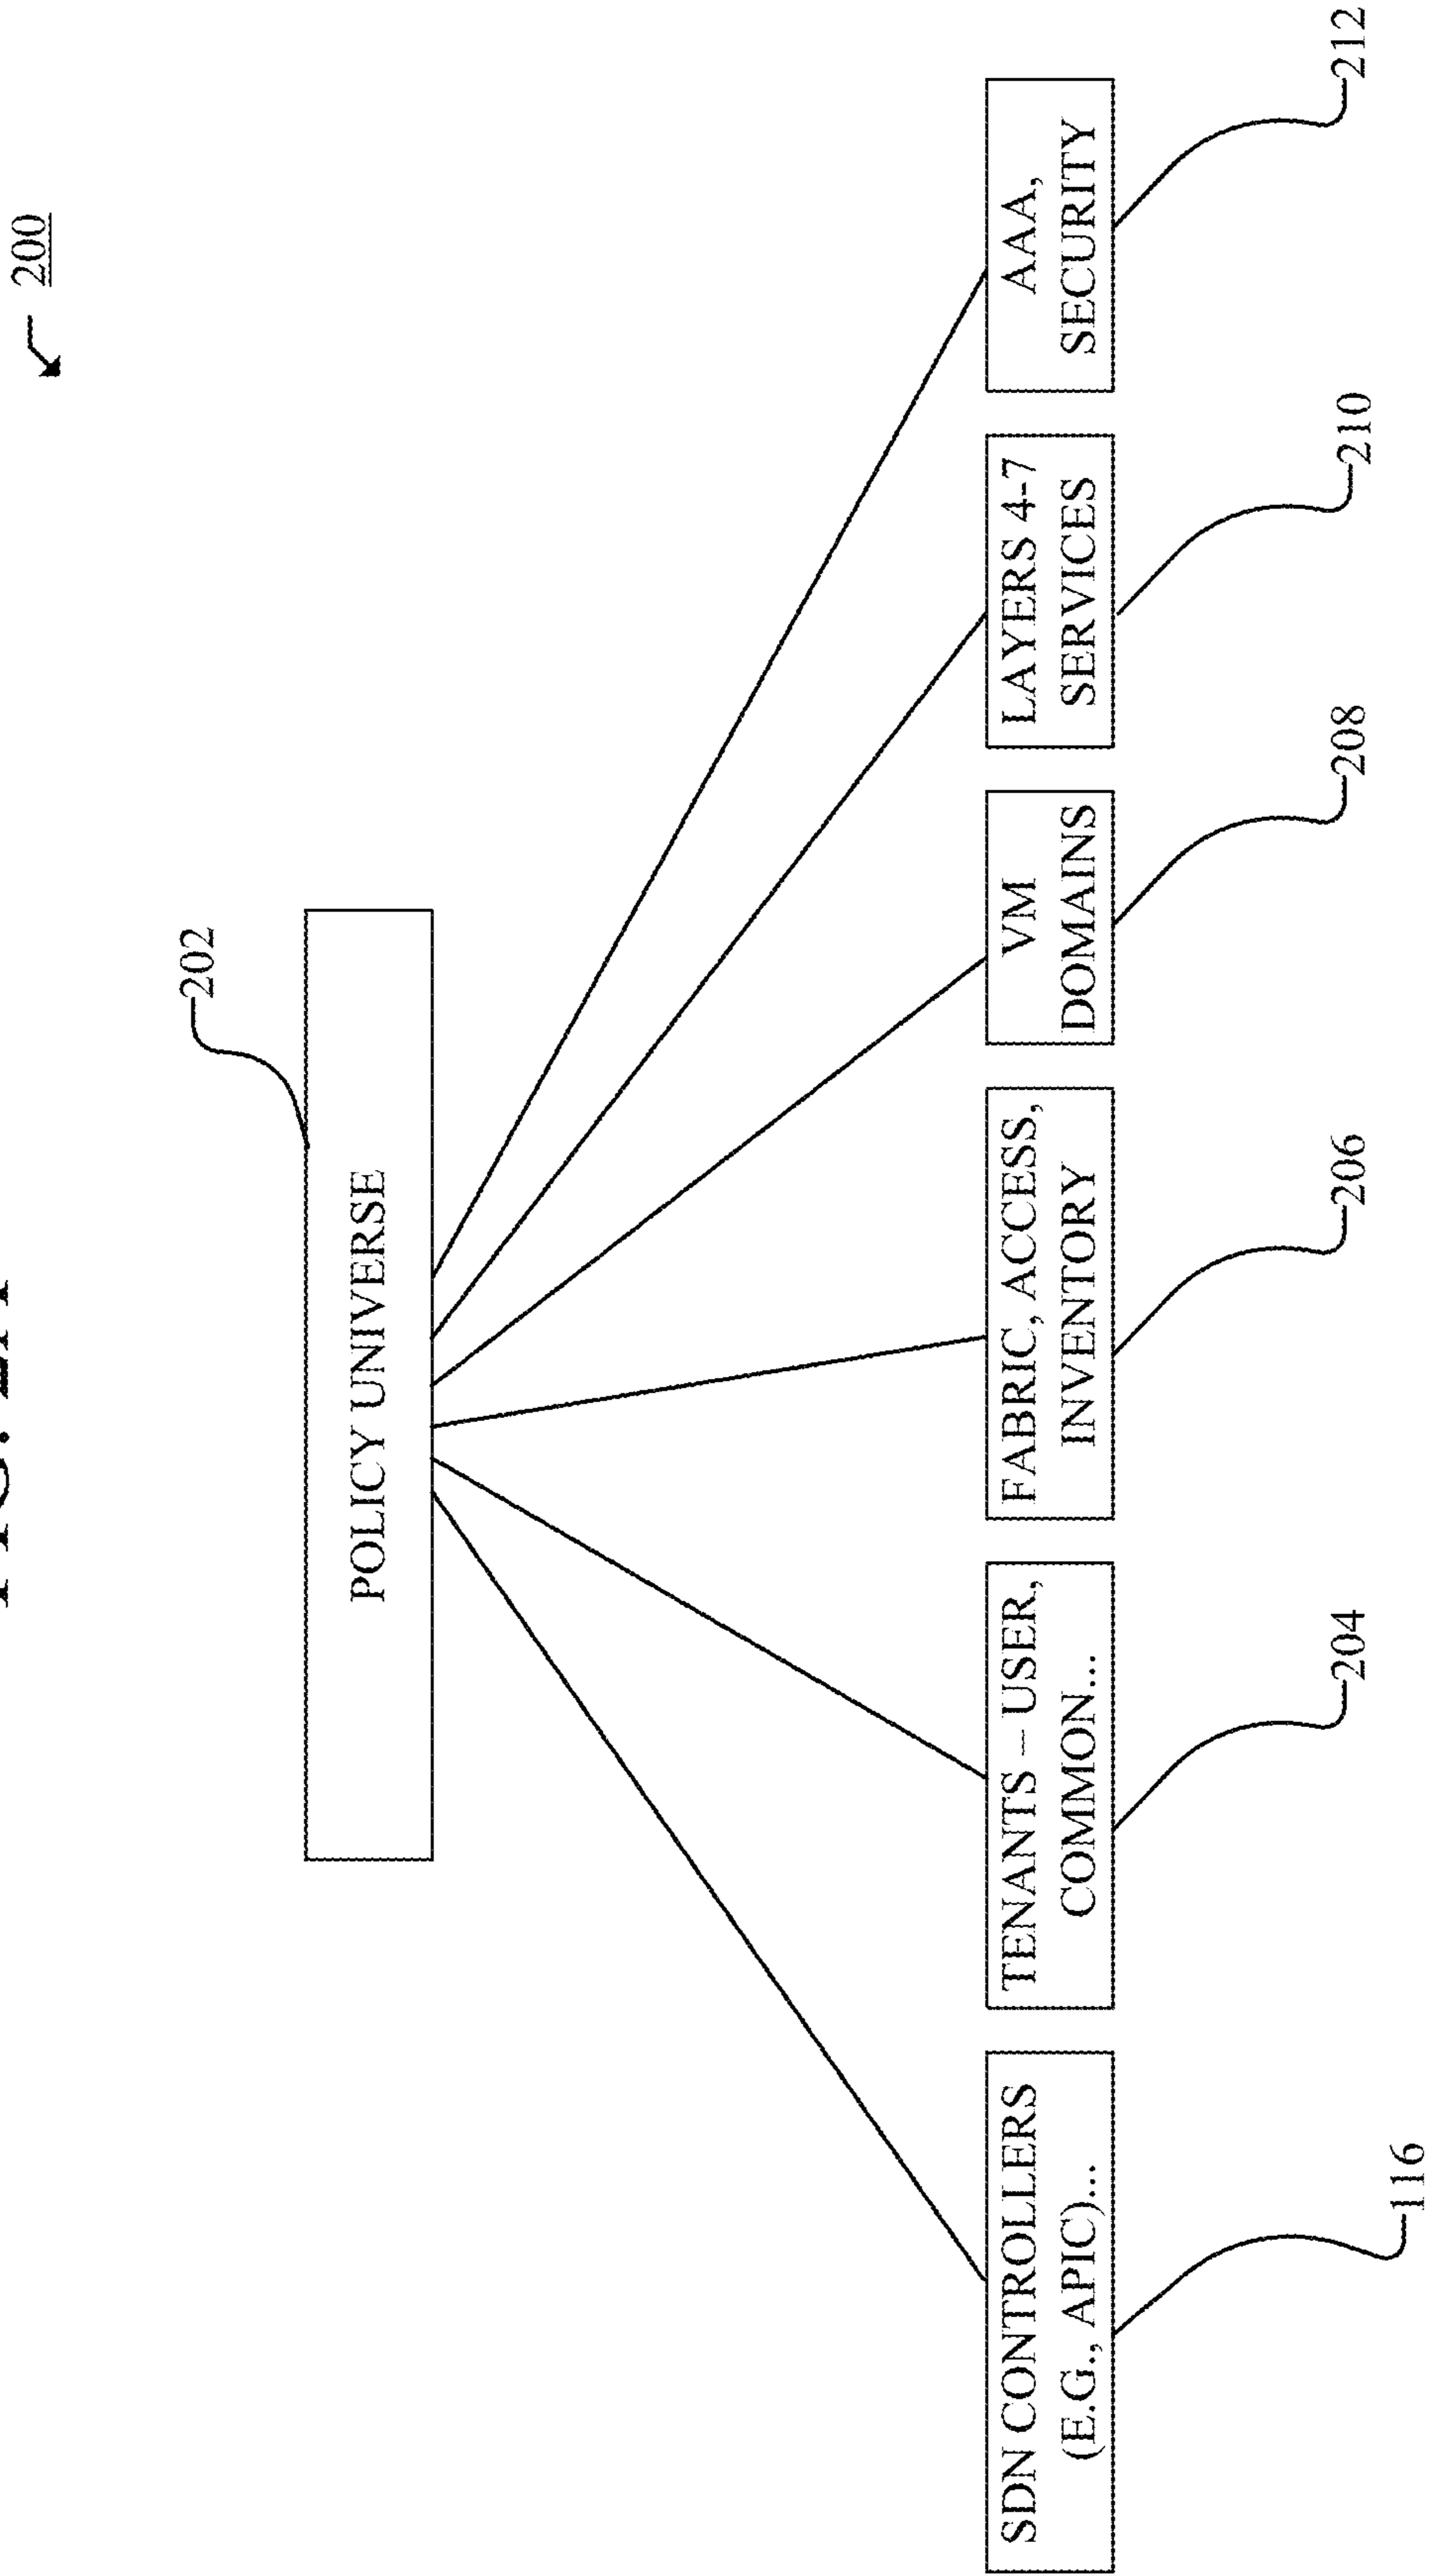 200
202
POLICY UNIVERSE
SDN CONTROLLERS
(E.G., APIC)...
116
TENANTS – USER,
COMMON...
204
FABRIC, ACCESS,
INVENTORY
206
VM
DOMAINS
208
LAYERS 4-7
SERVICES
210
AAA,
SECURITY
212